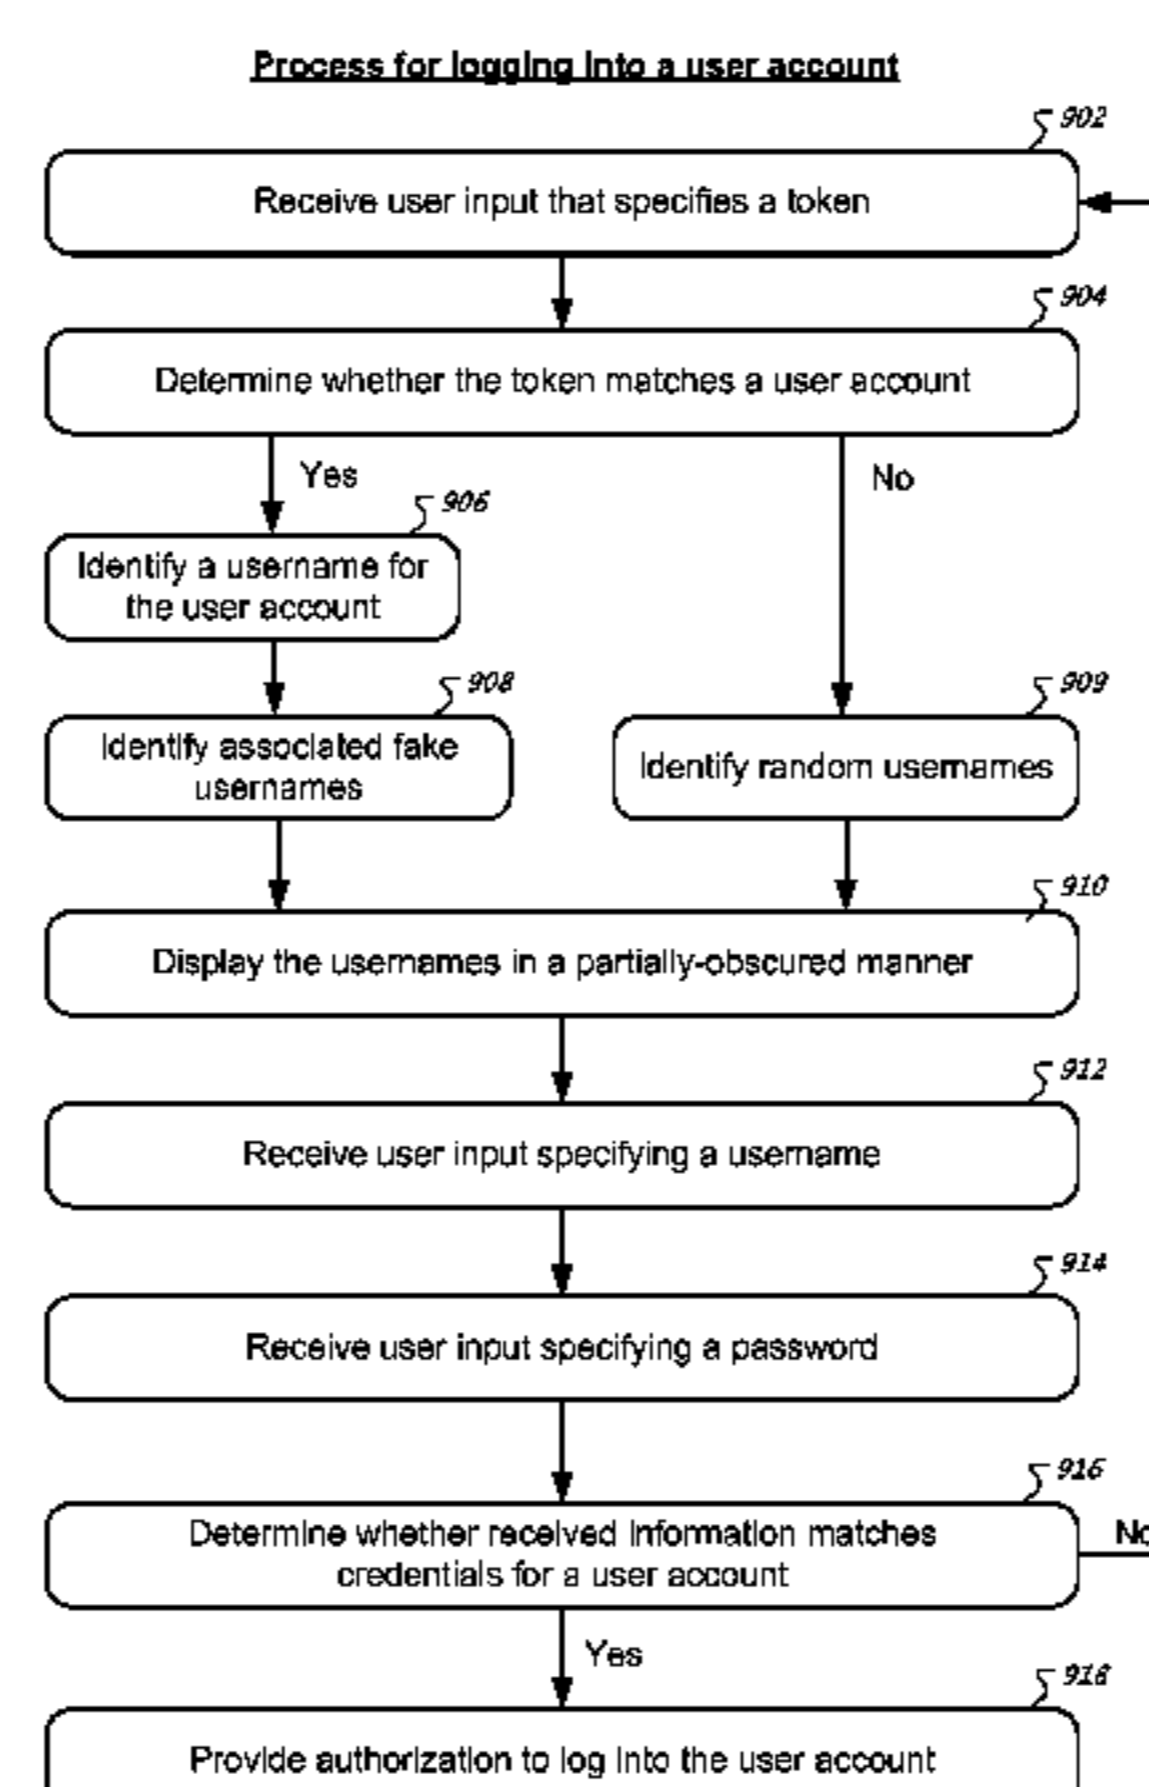 Process for logging into a user account
902
Receive user input that specifies a token
904
Determine whether the token matches a user account
Yes
No
906
Identify a username for
the user account
908
Identify associated fake
usernames
909
Identify random usernames
910
Display the usernames in a partially-obscured manner
912
Receive user input specifying a username
914
Receive user input specifying a password
916
Determine whether received information matches
credentials for a user account
No
Yes
918
Provide authorization to log into the user account